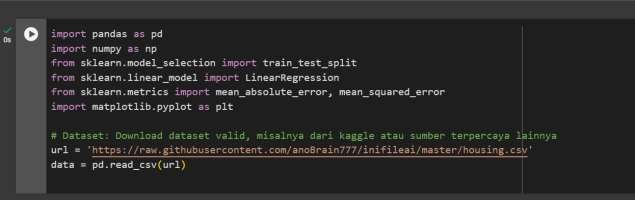 0s
import pandas as pd
import numpy as np
from sklearn.model_selection import train_test_split
from sklearn.linear_model import LinearRegression
from sklearn.metrics import mean_absolute_error, mean_squared_error
import matplotlib.pyplot as plt
# Dataset: Download dataset valid, misalnya dari kaggle atau sumber terpercaya lainnya
url = 'https://raw.githubusercontent.com/ano8rain777/inifileai/master/housing.csv'
data = pd.read_csv(url)